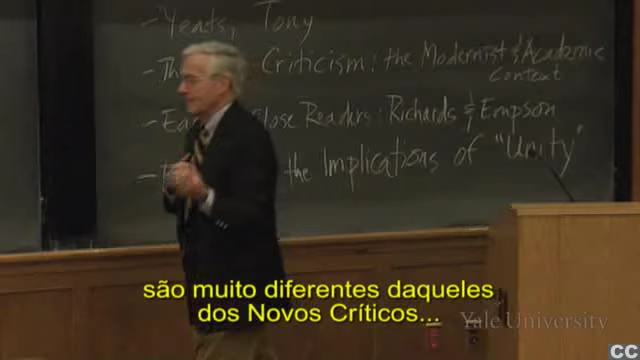 - Yeats, Tony
- Criticism: the Modernist & Academic
Context
- Close Readers: Richards & Empson
- the Implications of "Unity"
são muito diferentes daqueles
dos Novos Críticos...
Yale University
CC